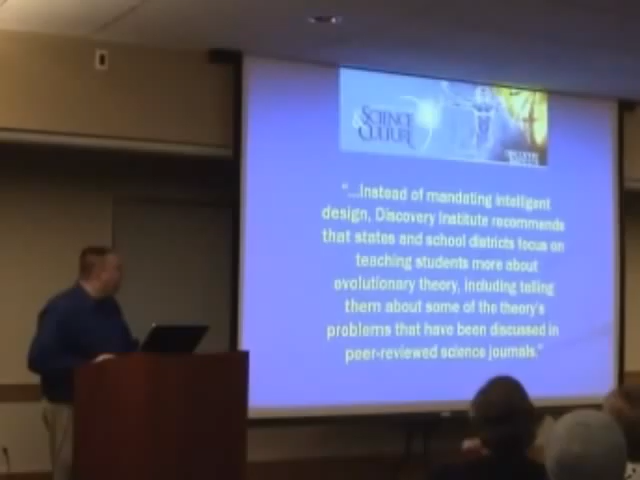 SCIENCE
& CULTURE
"...Instead of mandating intelligent
design, Discovery Institute recommends
that states and school districts focus on
teaching students more about
evolutionary theory, including telling
them about some of the theory's
problems that have been discussed in
peer-reviewed science journals."